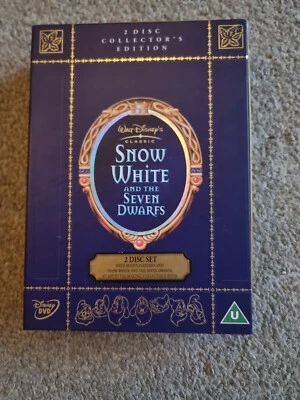 2 DISC
COLLECTOR'S
EDITION
WALT DISNEY'S
CLASSIC
SNOW
WHITE
AND THE
SEVEN
DWARFS
2 DISC SET
Disney
DVD
U